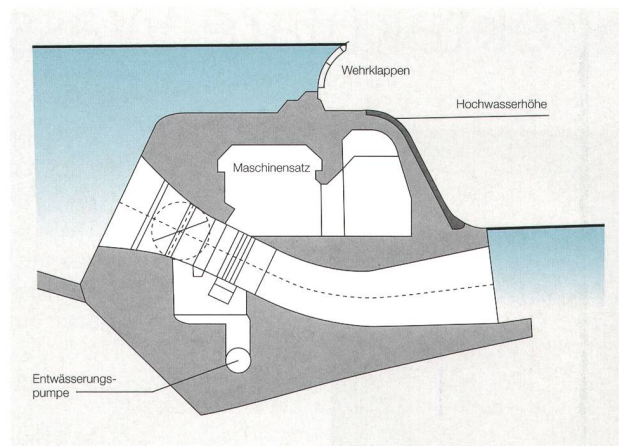 Wehrklappen
Hochwasserhöhe
Maschinensatz
Entwässerungs-
pumpe